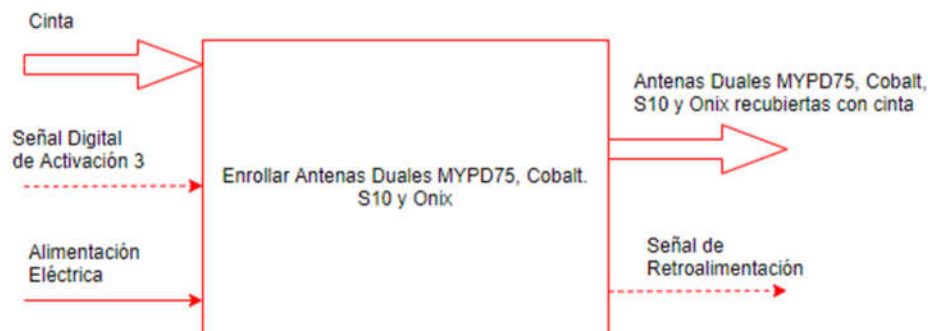 Cinta
Señal Digital
de Activación 3
Alimentación
Eléctrica
Enrollar Antenas Duales MYPD75, Cobalt.
S10 y Onix
Antenas Duales MYPD75, Cobalt,
S10 y Onix recubiertas con cinta
Señal de
Retroalimentación